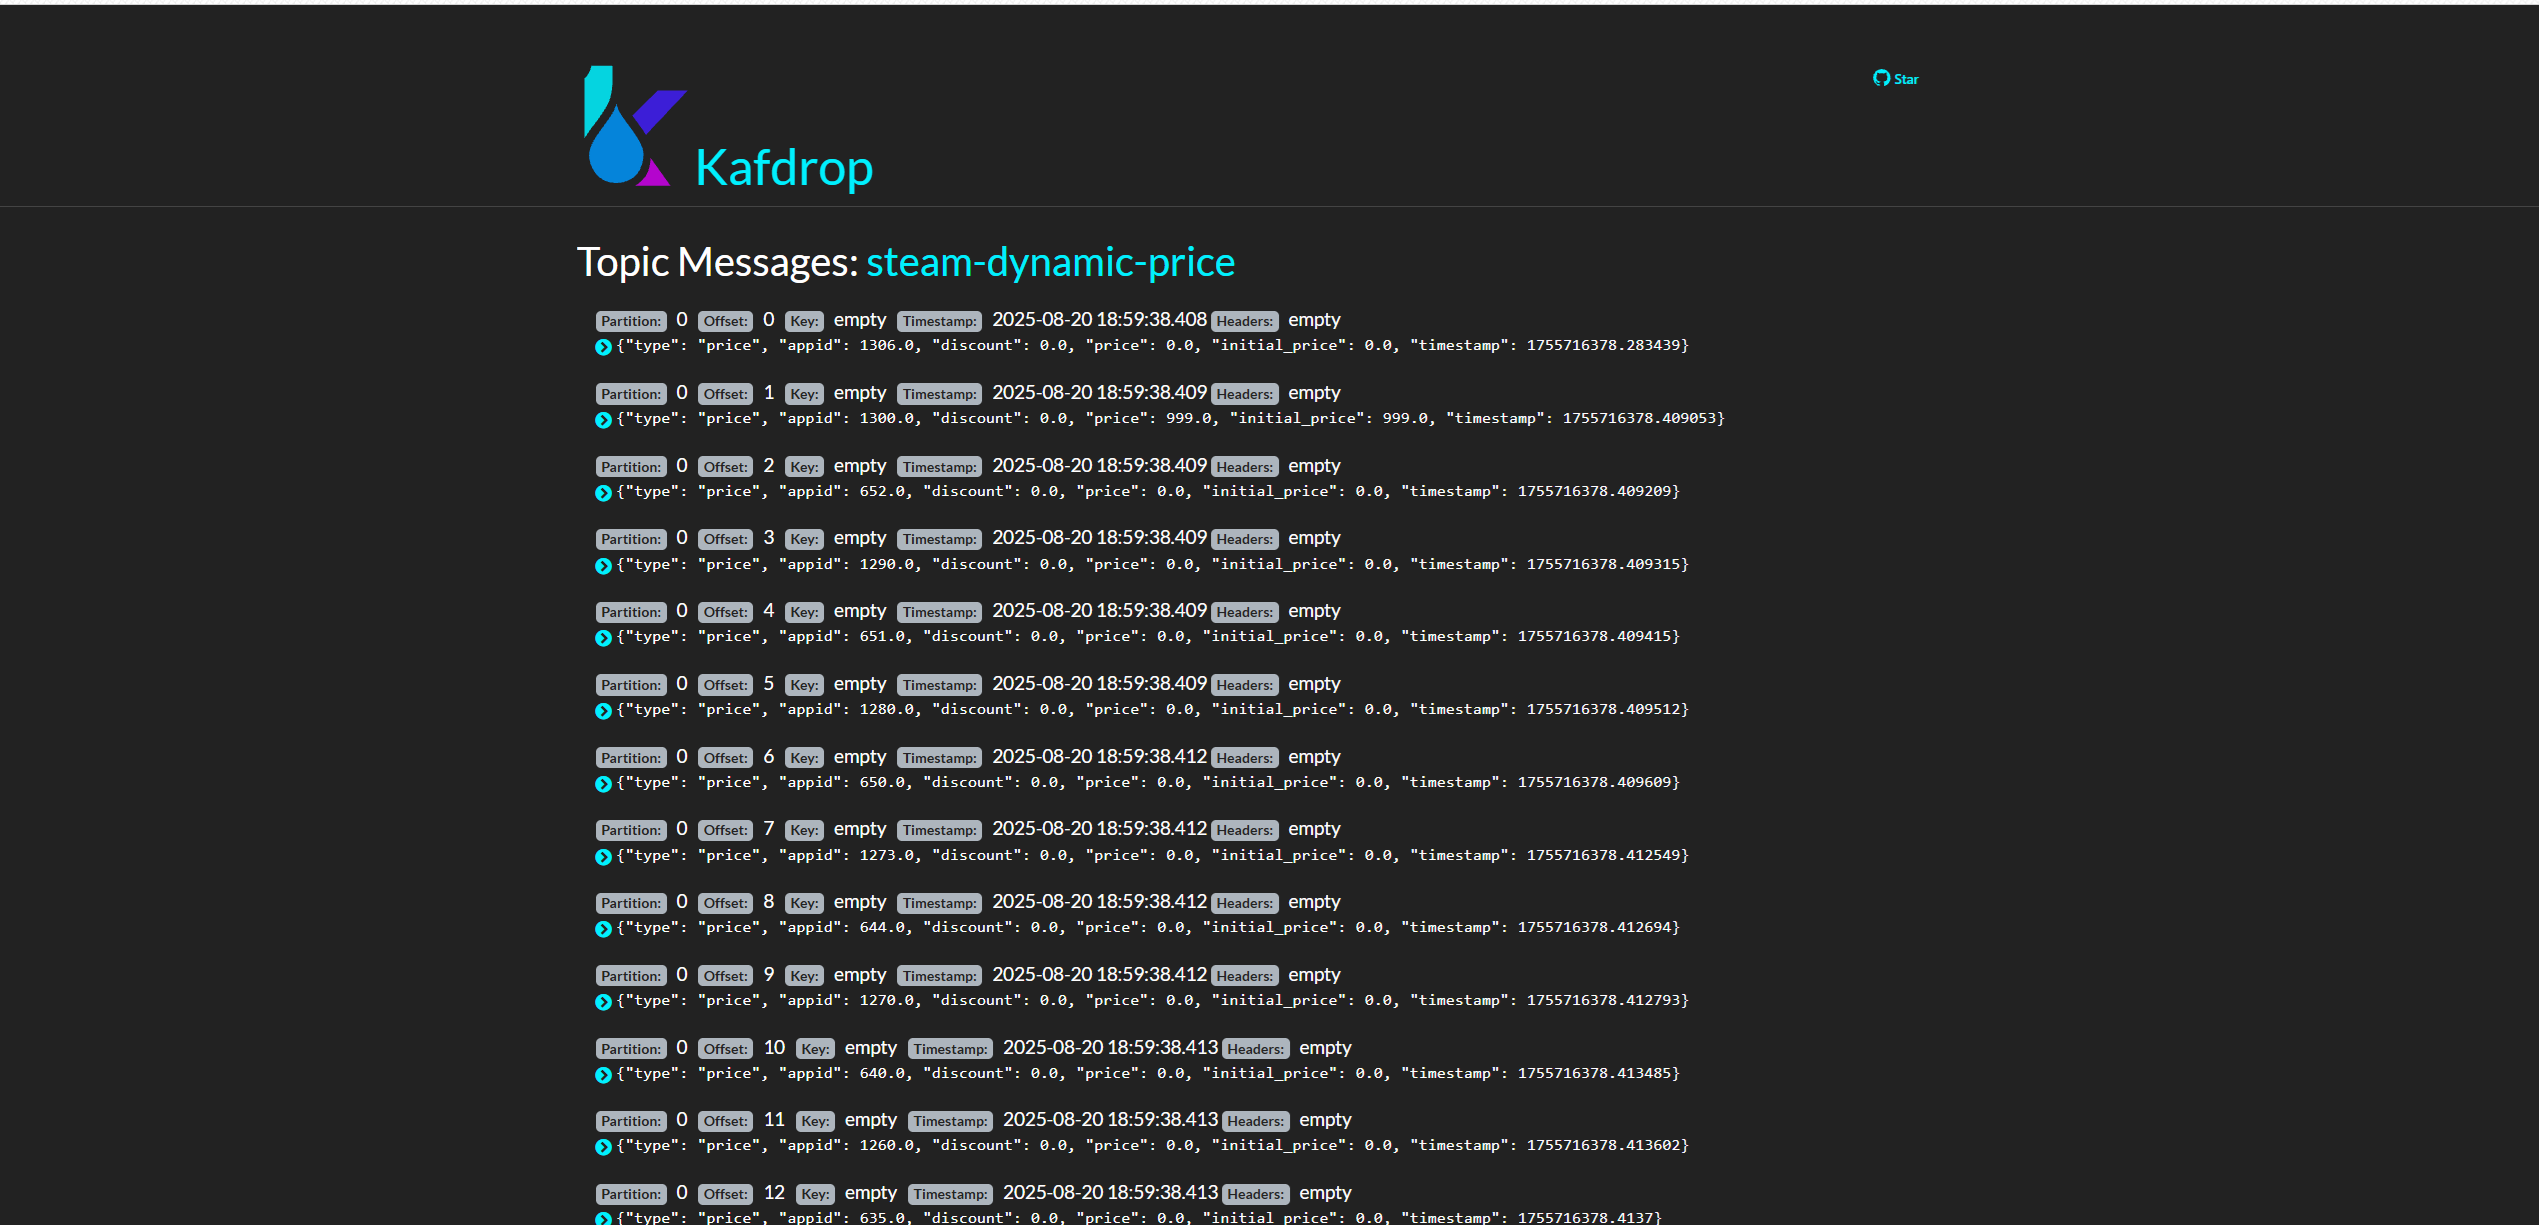 Star
Kafdrop
Topic Messages: steam-dynamic-price
Partition: 0 Offset: 0 Key: empty Timestamp: 2025-08-20 18:59:38.408 Headers: empty
{"type": "price", "appid": 1306.0, "discount": 0.0, "price": 0.0, "initial_price": 0.0, "timestamp": 1755716378.283439}
Partition: 0 Offset: 1 Key: empty Timestamp: 2025-08-20 18:59:38.409 Headers: empty
{"type": "price", "appid": 1300.0, "discount": 0.0, "price": 999.0, "initial_price": 999.0, "timestamp": 1755716378.409053}
Partition: 0 Offset: 2 Key: empty Timestamp: 2025-08-20 18:59:38.409 Headers: empty
{"type": "price", "appid": 652.0, "discount": 0.0, "price": 0.0, "initial_price": 0.0, "timestamp": 1755716378.409209}
Partition: 0 Offset: 3 Key: empty Timestamp: 2025-08-20 18:59:38.409 Headers: empty
{"type": "price", "appid": 1290.0, "discount": 0.0, "price": 0.0, "initial_price": 0.0, "timestamp": 1755716378.409315}
Partition: 0 Offset: 4 Key: empty Timestamp: 2025-08-20 18:59:38.409 Headers: empty
{"type": "price", "appid": 651.0, "discount": 0.0, "price": 0.0, "initial_price": 0.0, "timestamp": 1755716378.409415}
Partition: 0 Offset: 5 Key: empty Timestamp: 2025-08-20 18:59:38.409 Headers: empty
{"type": "price", "appid": 1280.0, "discount": 0.0, "price": 0.0, "initial_price": 0.0, "timestamp": 1755716378.409512}
Partition: 0 Offset: 6 Key: empty Timestamp: 2025-08-20 18:59:38.412 Headers: empty
{"type": "price", "appid": 650.0, "discount": 0.0, "price": 0.0, "initial_price": 0.0, "timestamp": 1755716378.409609}
Partition: 0 Offset: 7 Key: empty Timestamp: 2025-08-20 18:59:38.412 Headers: empty
{"type": "price", "appid": 1273.0, "discount": 0.0, "price": 0.0, "initial_price": 0.0, "timestamp": 1755716378.412549}
Partition: 0 Offset: 8 Key: empty Timestamp: 2025-08-20 18:59:38.412 Headers: empty
{"type": "price", "appid": 644.0, "discount": 0.0, "price": 0.0, "initial_price": 0.0, "timestamp": 1755716378.412694}
Partition: 0 Offset: 9 Key: empty Timestamp: 2025-08-20 18:59:38.412 Headers: empty
{"type": "price", "appid": 1270.0, "discount": 0.0, "price": 0.0, "initial_price": 0.0, "timestamp": 1755716378.412793}
Partition: 0 Offset: 10 Key: empty Timestamp: 2025-08-20 18:59:38.413 Headers: empty
{"type": "price", "appid": 640.0, "discount": 0.0, "price": 0.0, "initial_price": 0.0, "timestamp": 1755716378.413485}
Partition: 0 Offset: 11 Key: empty Timestamp: 2025-08-20 18:59:38.413 Headers: empty
{"type": "price", "appid": 1260.0, "discount": 0.0, "price": 0.0, "initial_price": 0.0, "timestamp": 1755716378.413602}
Partition: 0 Offset: 12 Key: empty Timestamp: 2025-08-20 18:59:38.413 Headers: empty
{"type": "price", "appid": 635.0, "discount": 0.0, "price": 0.0, "initial_price": 0.0, "timestamp": 1755716378.4137}